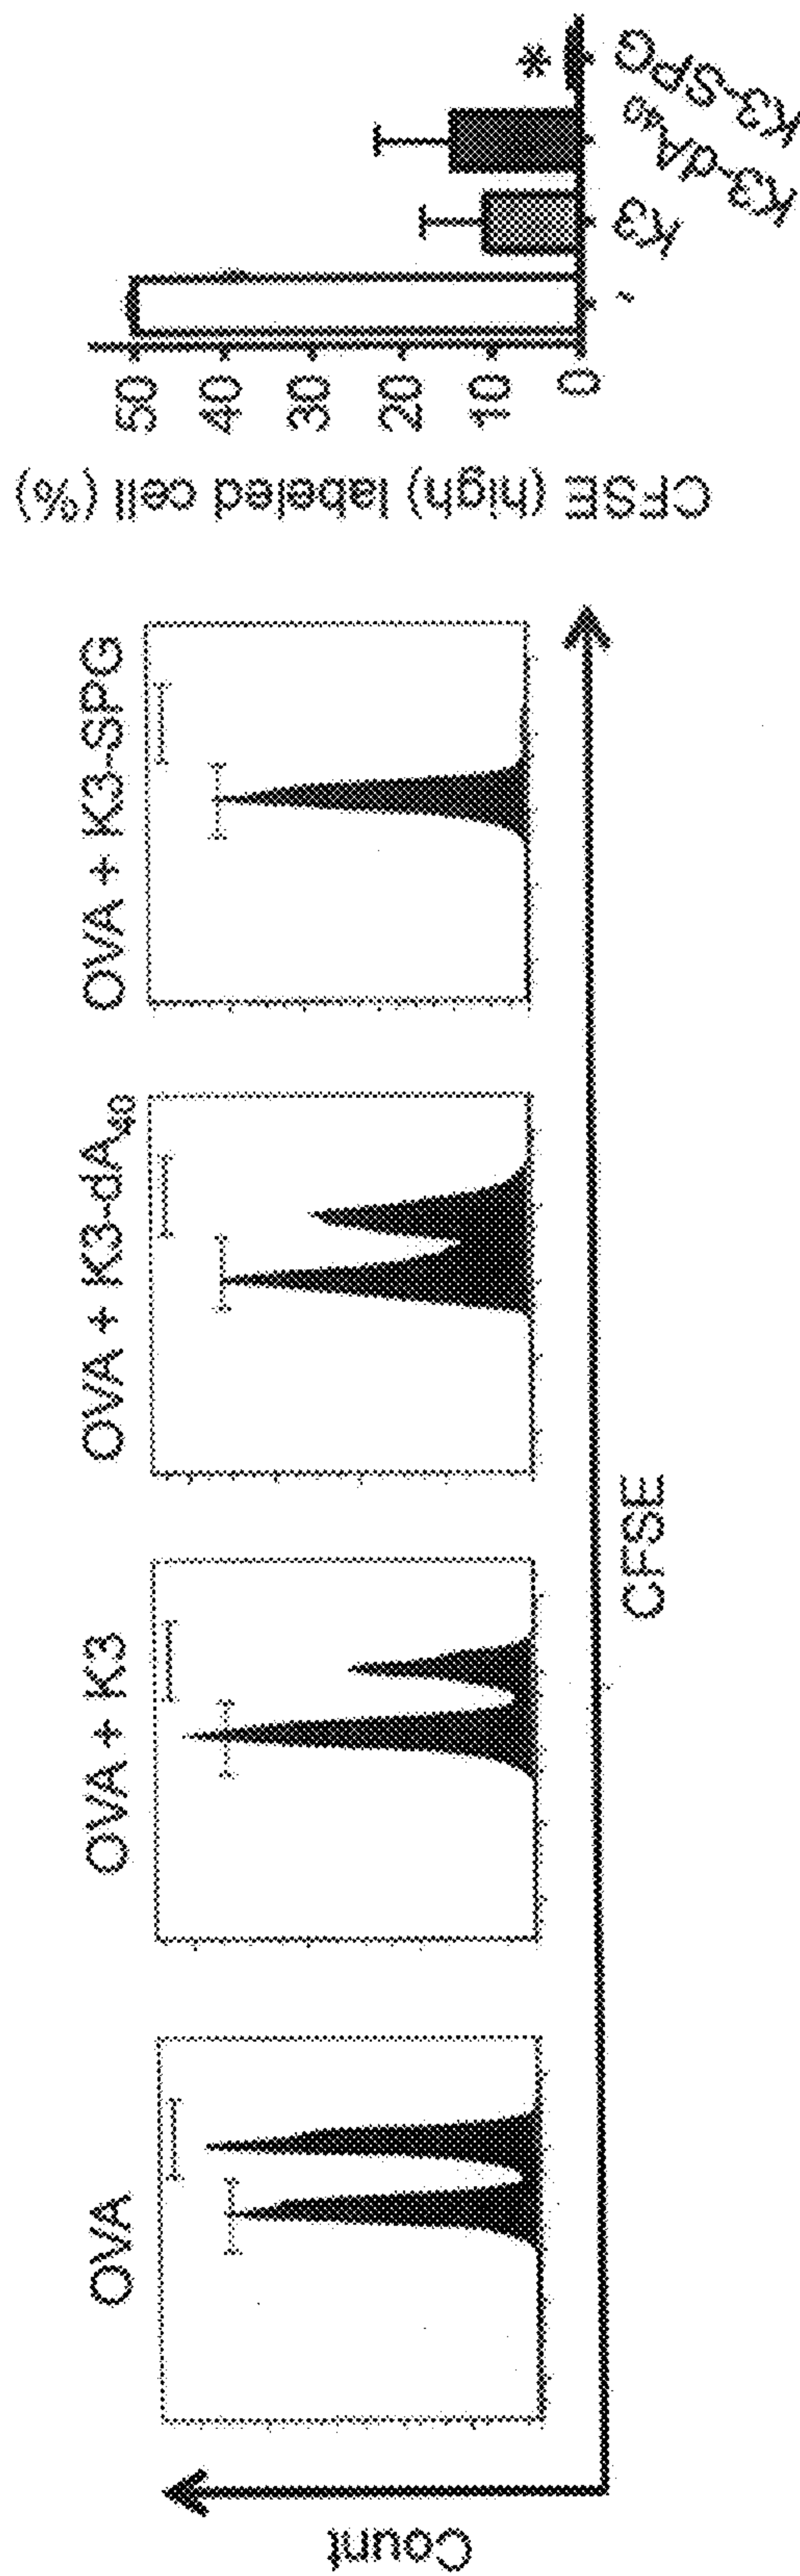 Count
OVA
OVA + K3
OVA + K3-dA₄₀
OVA + K3-SPG
CFSE
CFSE (high) labeled cell (%)
50
40
30
20
10
0
-
K3
K3-dA₄₀
K3-SPG
*